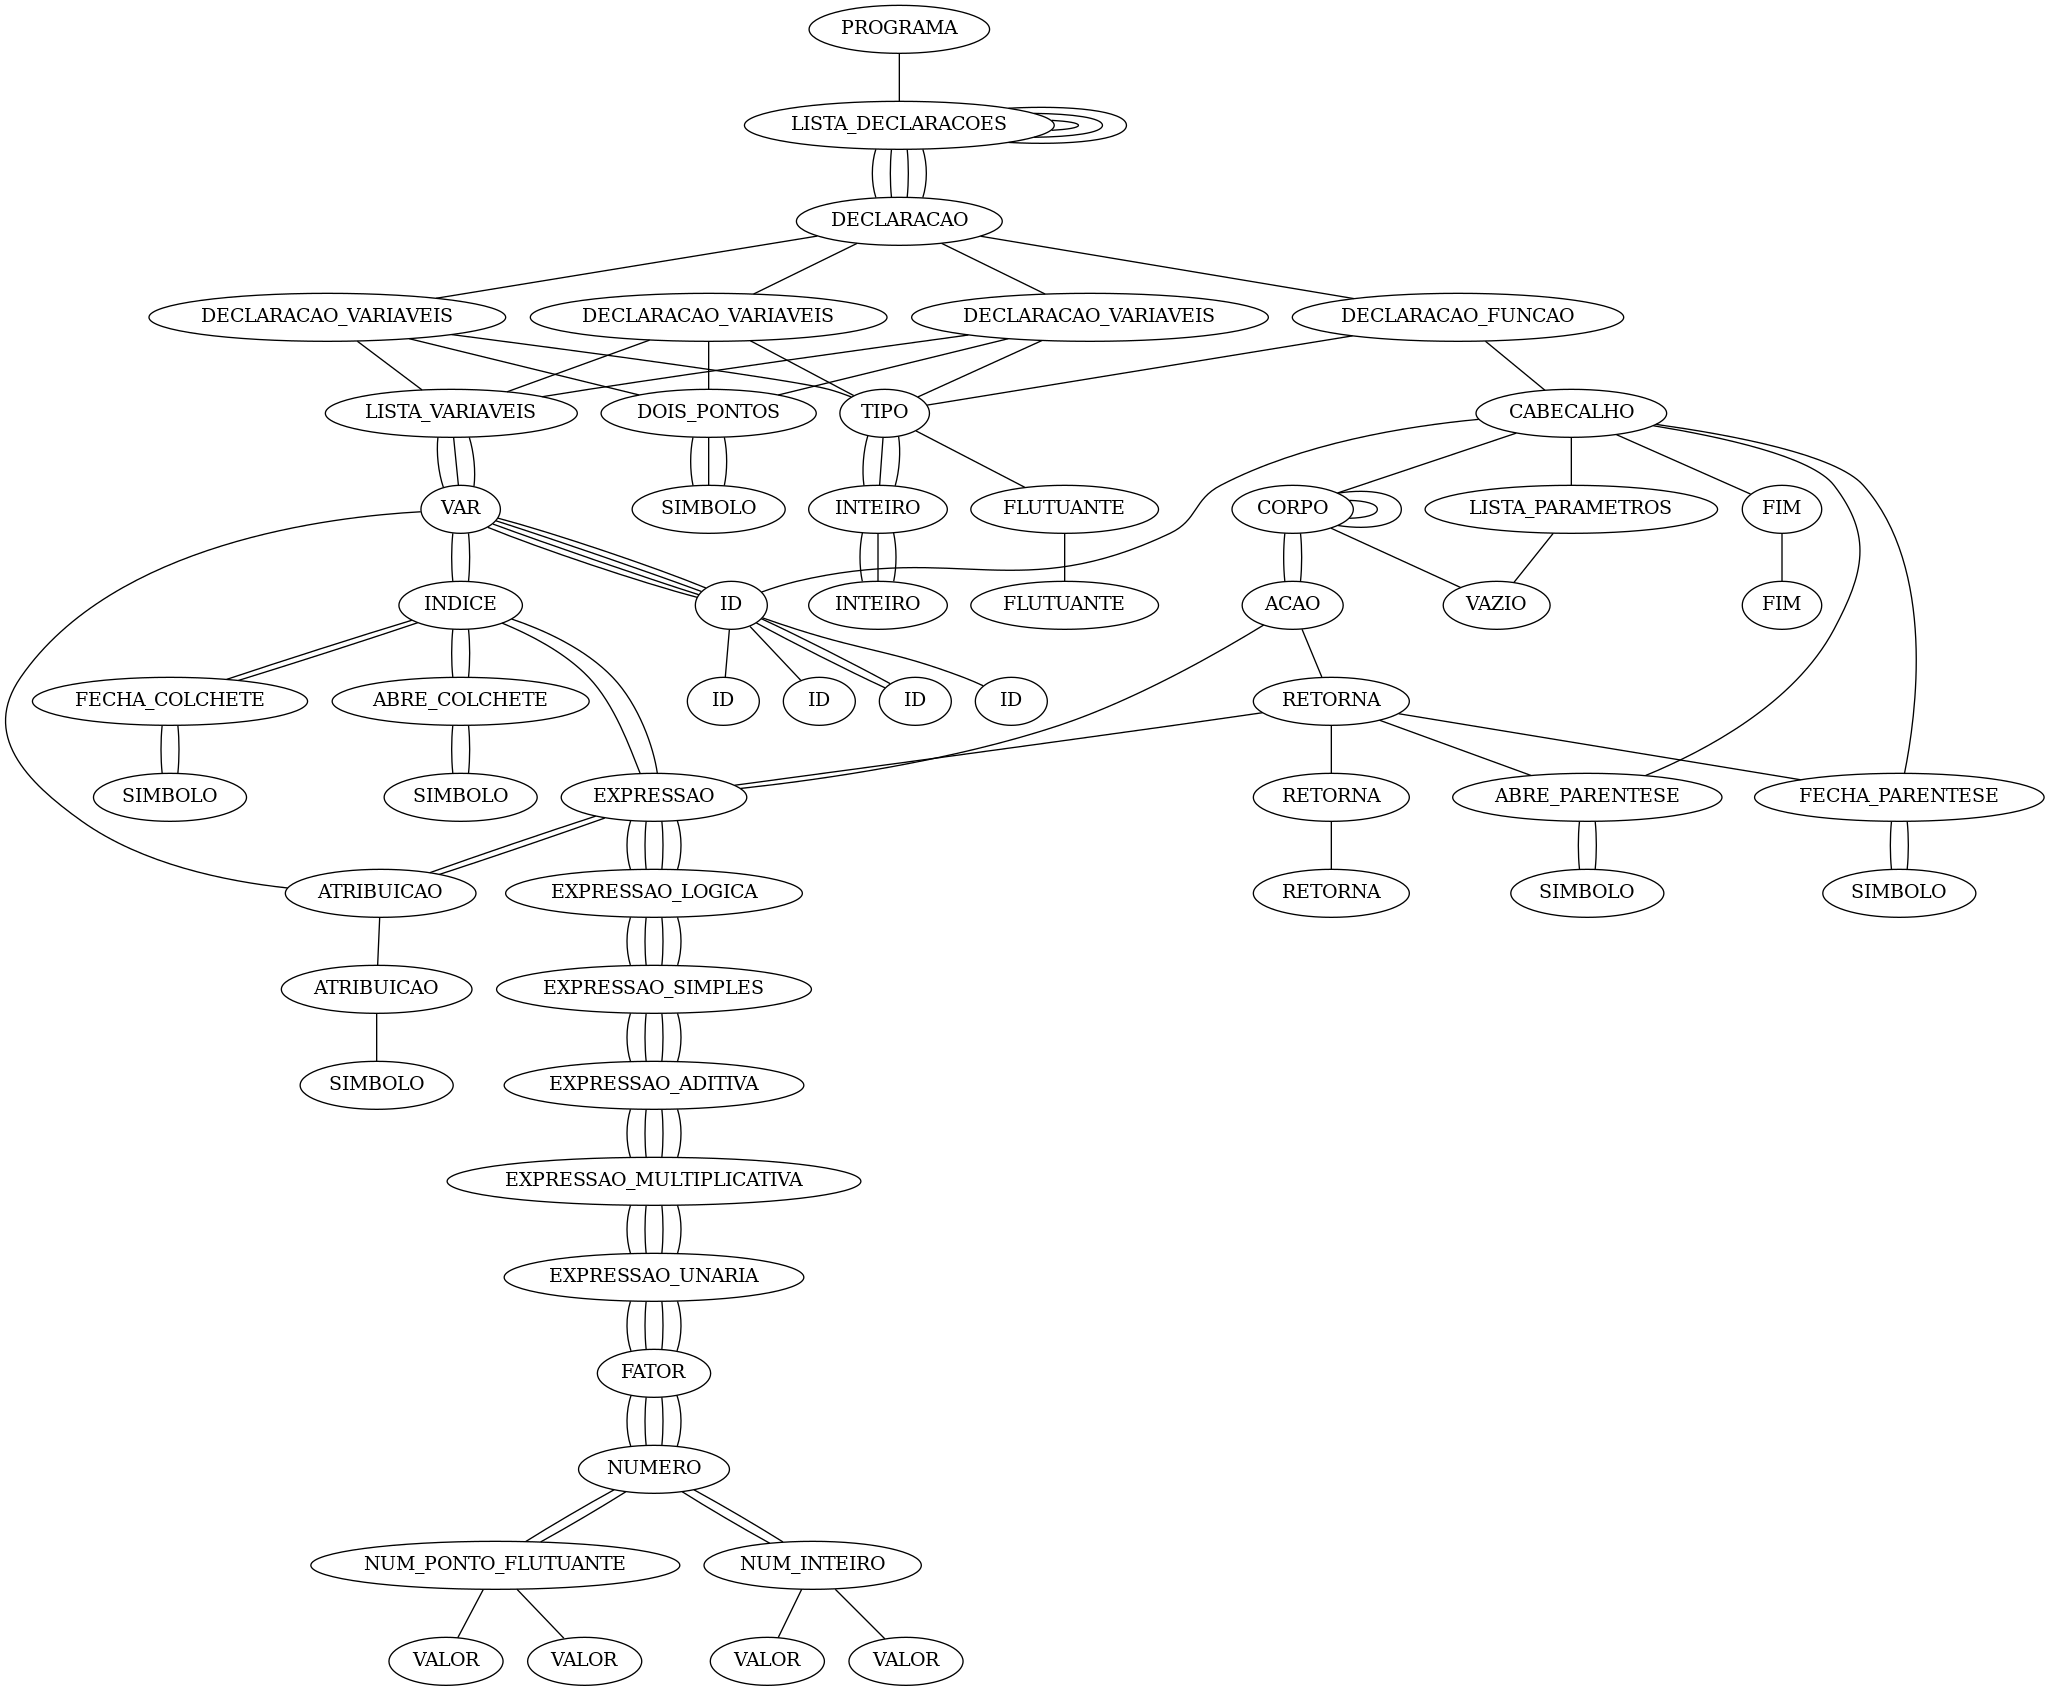 PROGRAMA
LISTA_DECLARACOES
DECLARACAO
DECLARACAO_VARIAVEIS
DECLARACAO_VARIAVEIS
DECLARACAO_VARIAVEIS
DECLARACAO_FUNCAO
LISTA_VARIAVEIS
DOIS_PONTOS
TIPO
CABECALHO
VAR
SIMBOLO
INTEIRO
FLUTUANTE
CORPO
LISTA_PARAMETROS
FIM
INDICE
ID
INTEIRO
FLUTUANTE
ACAO
VAZIO
FIM
FECHA_COLCHETE
ABRE_COLCHETE
ID
ID
ID
ID
RETORNA
SIMBOLO
SIMBOLO
EXPRESSAO
RETORNA
ABRE_PARENTESE
FECHA_PARENTESE
ATRIBUICAO
EXPRESSAO_LOGICA
RETORNA
SIMBOLO
SIMBOLO
ATRIBUICAO
EXPRESSAO_SIMPLES
SIMBOLO
EXPRESSAO_ADITIVA
EXPRESSAO_MULTIPLICATIVA
EXPRESSAO_UNARIA
FATOR
NUMERO
NUM_PONTO_FLUTUANTE
NUM_INTEIRO
VALOR
VALOR
VALOR
VALOR